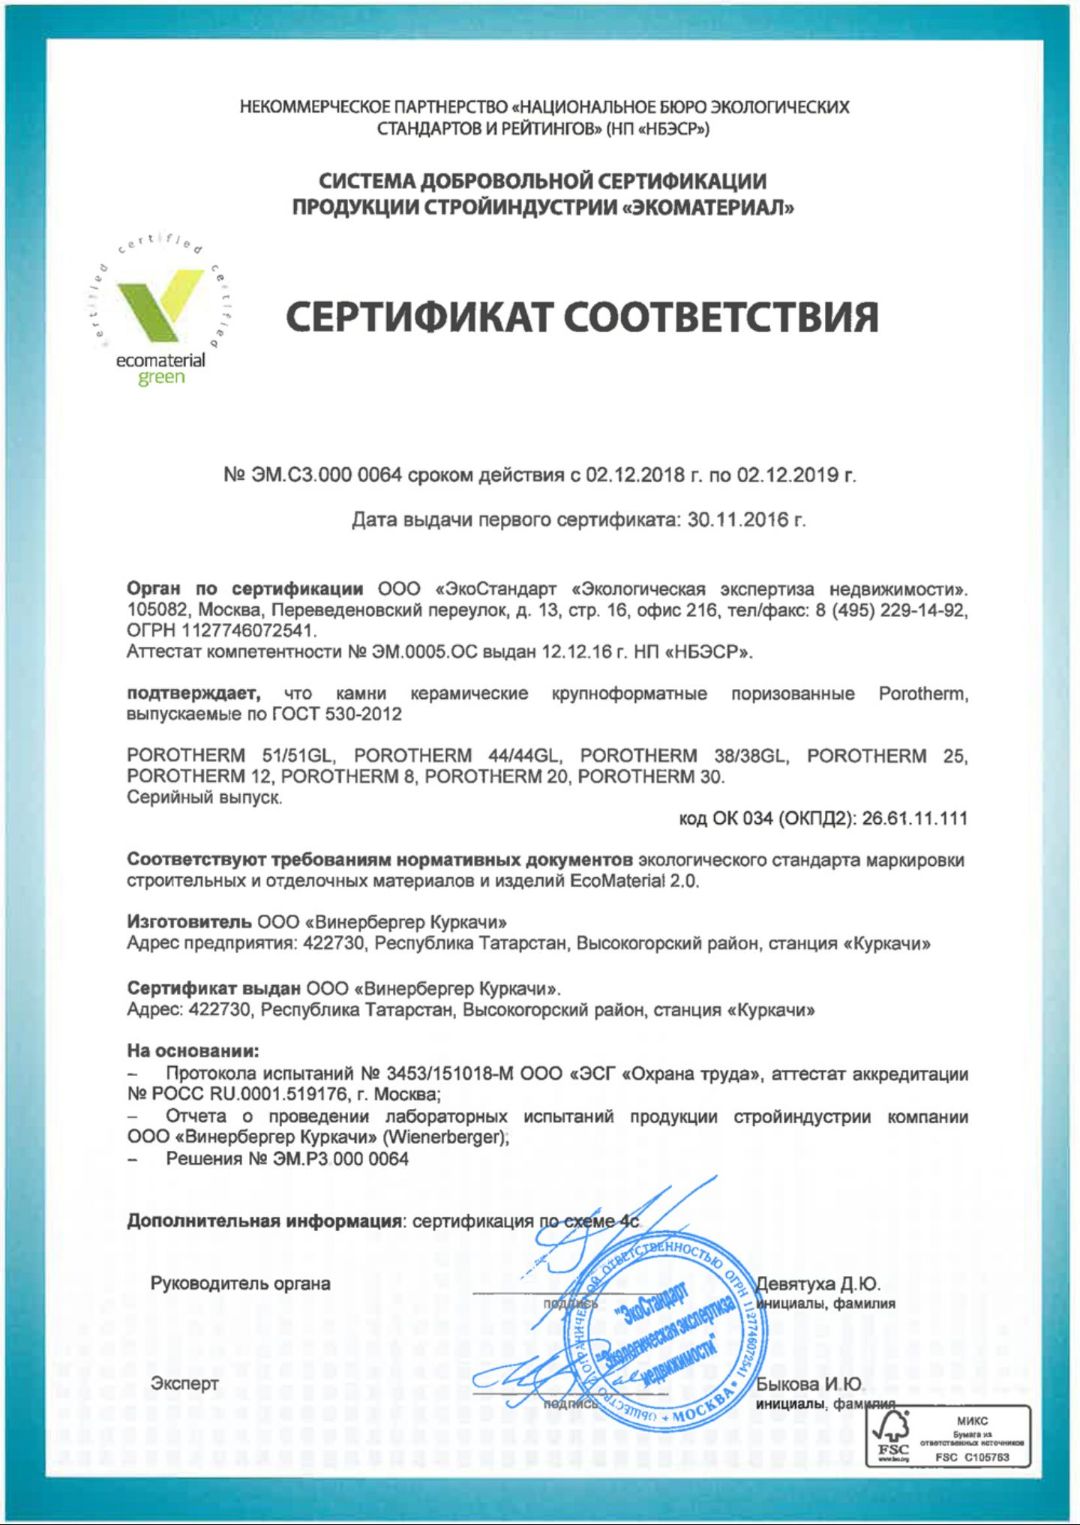 НЕКОММЕРЧЕСКОЕ ПАРТНЕРСТВО «НАЦИОНАЛЬНОЕ БЮРО ЭКОЛОГИЧЕСКИХ
СТАНДАРТОВ И РЕЙТИНГОВ» (НП «НБЭСР»)
СИСТЕМА ДОБРОВОЛЬНОЙ СЕРТИФИКАЦИИ
ПРОДУКЦИИ СТРОЙИНДУСТРИИ «ЭКОМАТЕРИАЛ»
certified certified certified
ecomaterial
green
СЕРТИФИКАТ СООТВЕТСТВИЯ
№ ЭМ.СЗ.000 0064 сроком действия с 02.12.2018 г. по 02.12.2019 г.
Дата выдачи первого сертификата: 30.11.2016 г.
Орган по сертификации ООО «ЭкоСтандарт «Экологическая экспертиза недвижимости».
105082, Москва, Переведеновский переулок, д. 13, стр. 16, офис 216, тел/факс: 8 (495) 229-14-92,
ОГРН 1127746072541.
Аттестат компетентности № ЭМ.0005.ОС выдан 12.12.16 г. НП «НБЭСР».
подтверждает, что камни керамические крупноформатные поризованные Porotherm,
выпускаемые по ГОСТ 530-2012
POROTHERM 51/51GL, POROTHERM 44/44GL, POROTHERM 38/38GL, POROTHERM 25,
POROTHERM 12, POROTHERM 8, POROTHERM 20, POROTHERM 30.
Серийный выпуск.
код ОК 034 (ОКПД2): 26.61.11.111
Соответствуют требованиям нормативных документов экологического стандарта маркировки
строительных и отделочных материалов и изделий EcoMaterial 2.0.
Изготовитель ООО «Винербергер Куркачи»
Адрес предприятия: 422730, Республика Татарстан, Высокогорский район, станция «Куркачи»
Сертификат выдан ООО «Винербергер Куркачи».
Адрес: 422730, Республика Татарстан, Высокогорский район, станция «Куркачи»
На основании:
– Протокола испытаний № 3453/151018-М ООО «ЭСГ «Охрана труда», аттестат аккредитации
№ РОСС RU.0001.519176, г. Москва;
– Отчета о проведении лабораторных испытаний продукции стройиндустрии компании
ООО «Винербергер Куркачи» (Wienerberger);
– Решения № ЭМ.РЗ.000 0064
Дополнительная информация: сертификация по схеме 4с
Руководитель органа
подпись
Девятуха Д.Ю.
инициалы, фамилия
ОБЩЕСТВО С ОГРАНИЧЕННОЙ ОТВЕТСТВЕННОСТЬЮ ОГРН 1127746072541 * МОСКВА *
"ЭкоСтандарт
"Экологическая экспертиза
недвижимости"
Эксперт
подпись
Быкова И.Ю.
инициалы, фамилия
FSC
www.fsc.org
МИКС
Бумага из
ответственных источников
FSC C105763